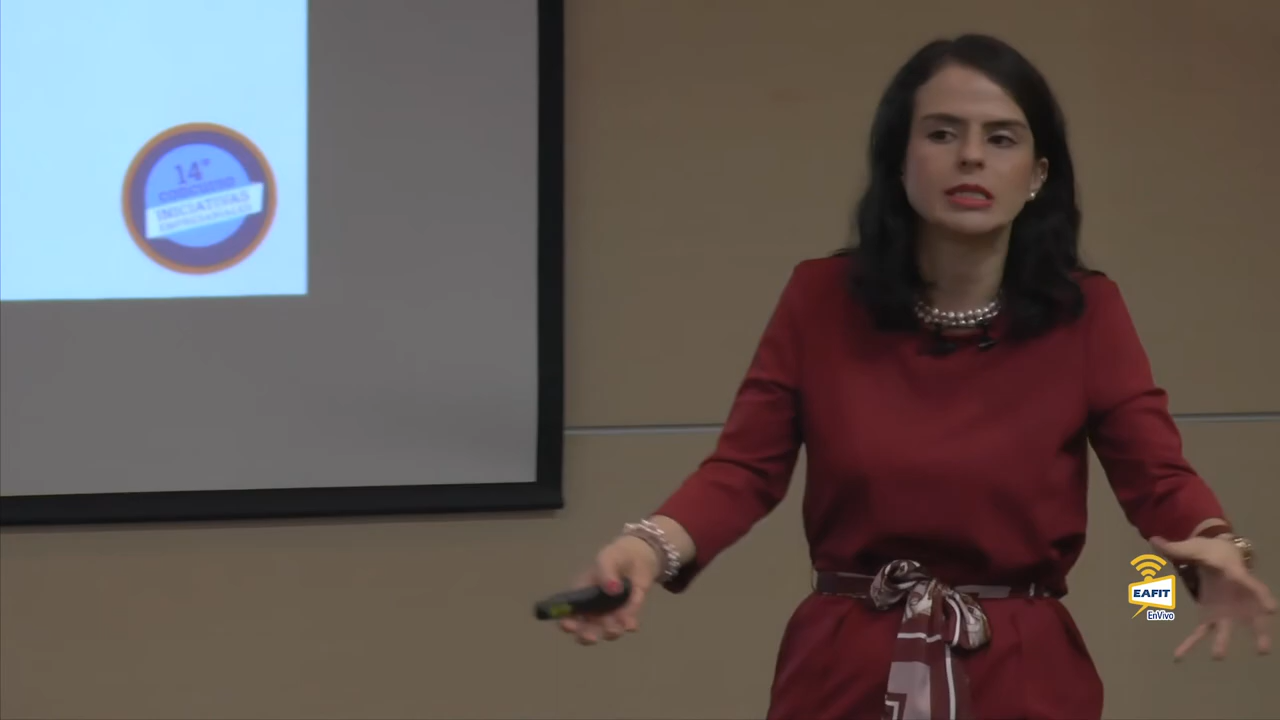 14°
CONCURSO
INICIATIVAS
EMPRESARIALES
EAFIT
EnVivo